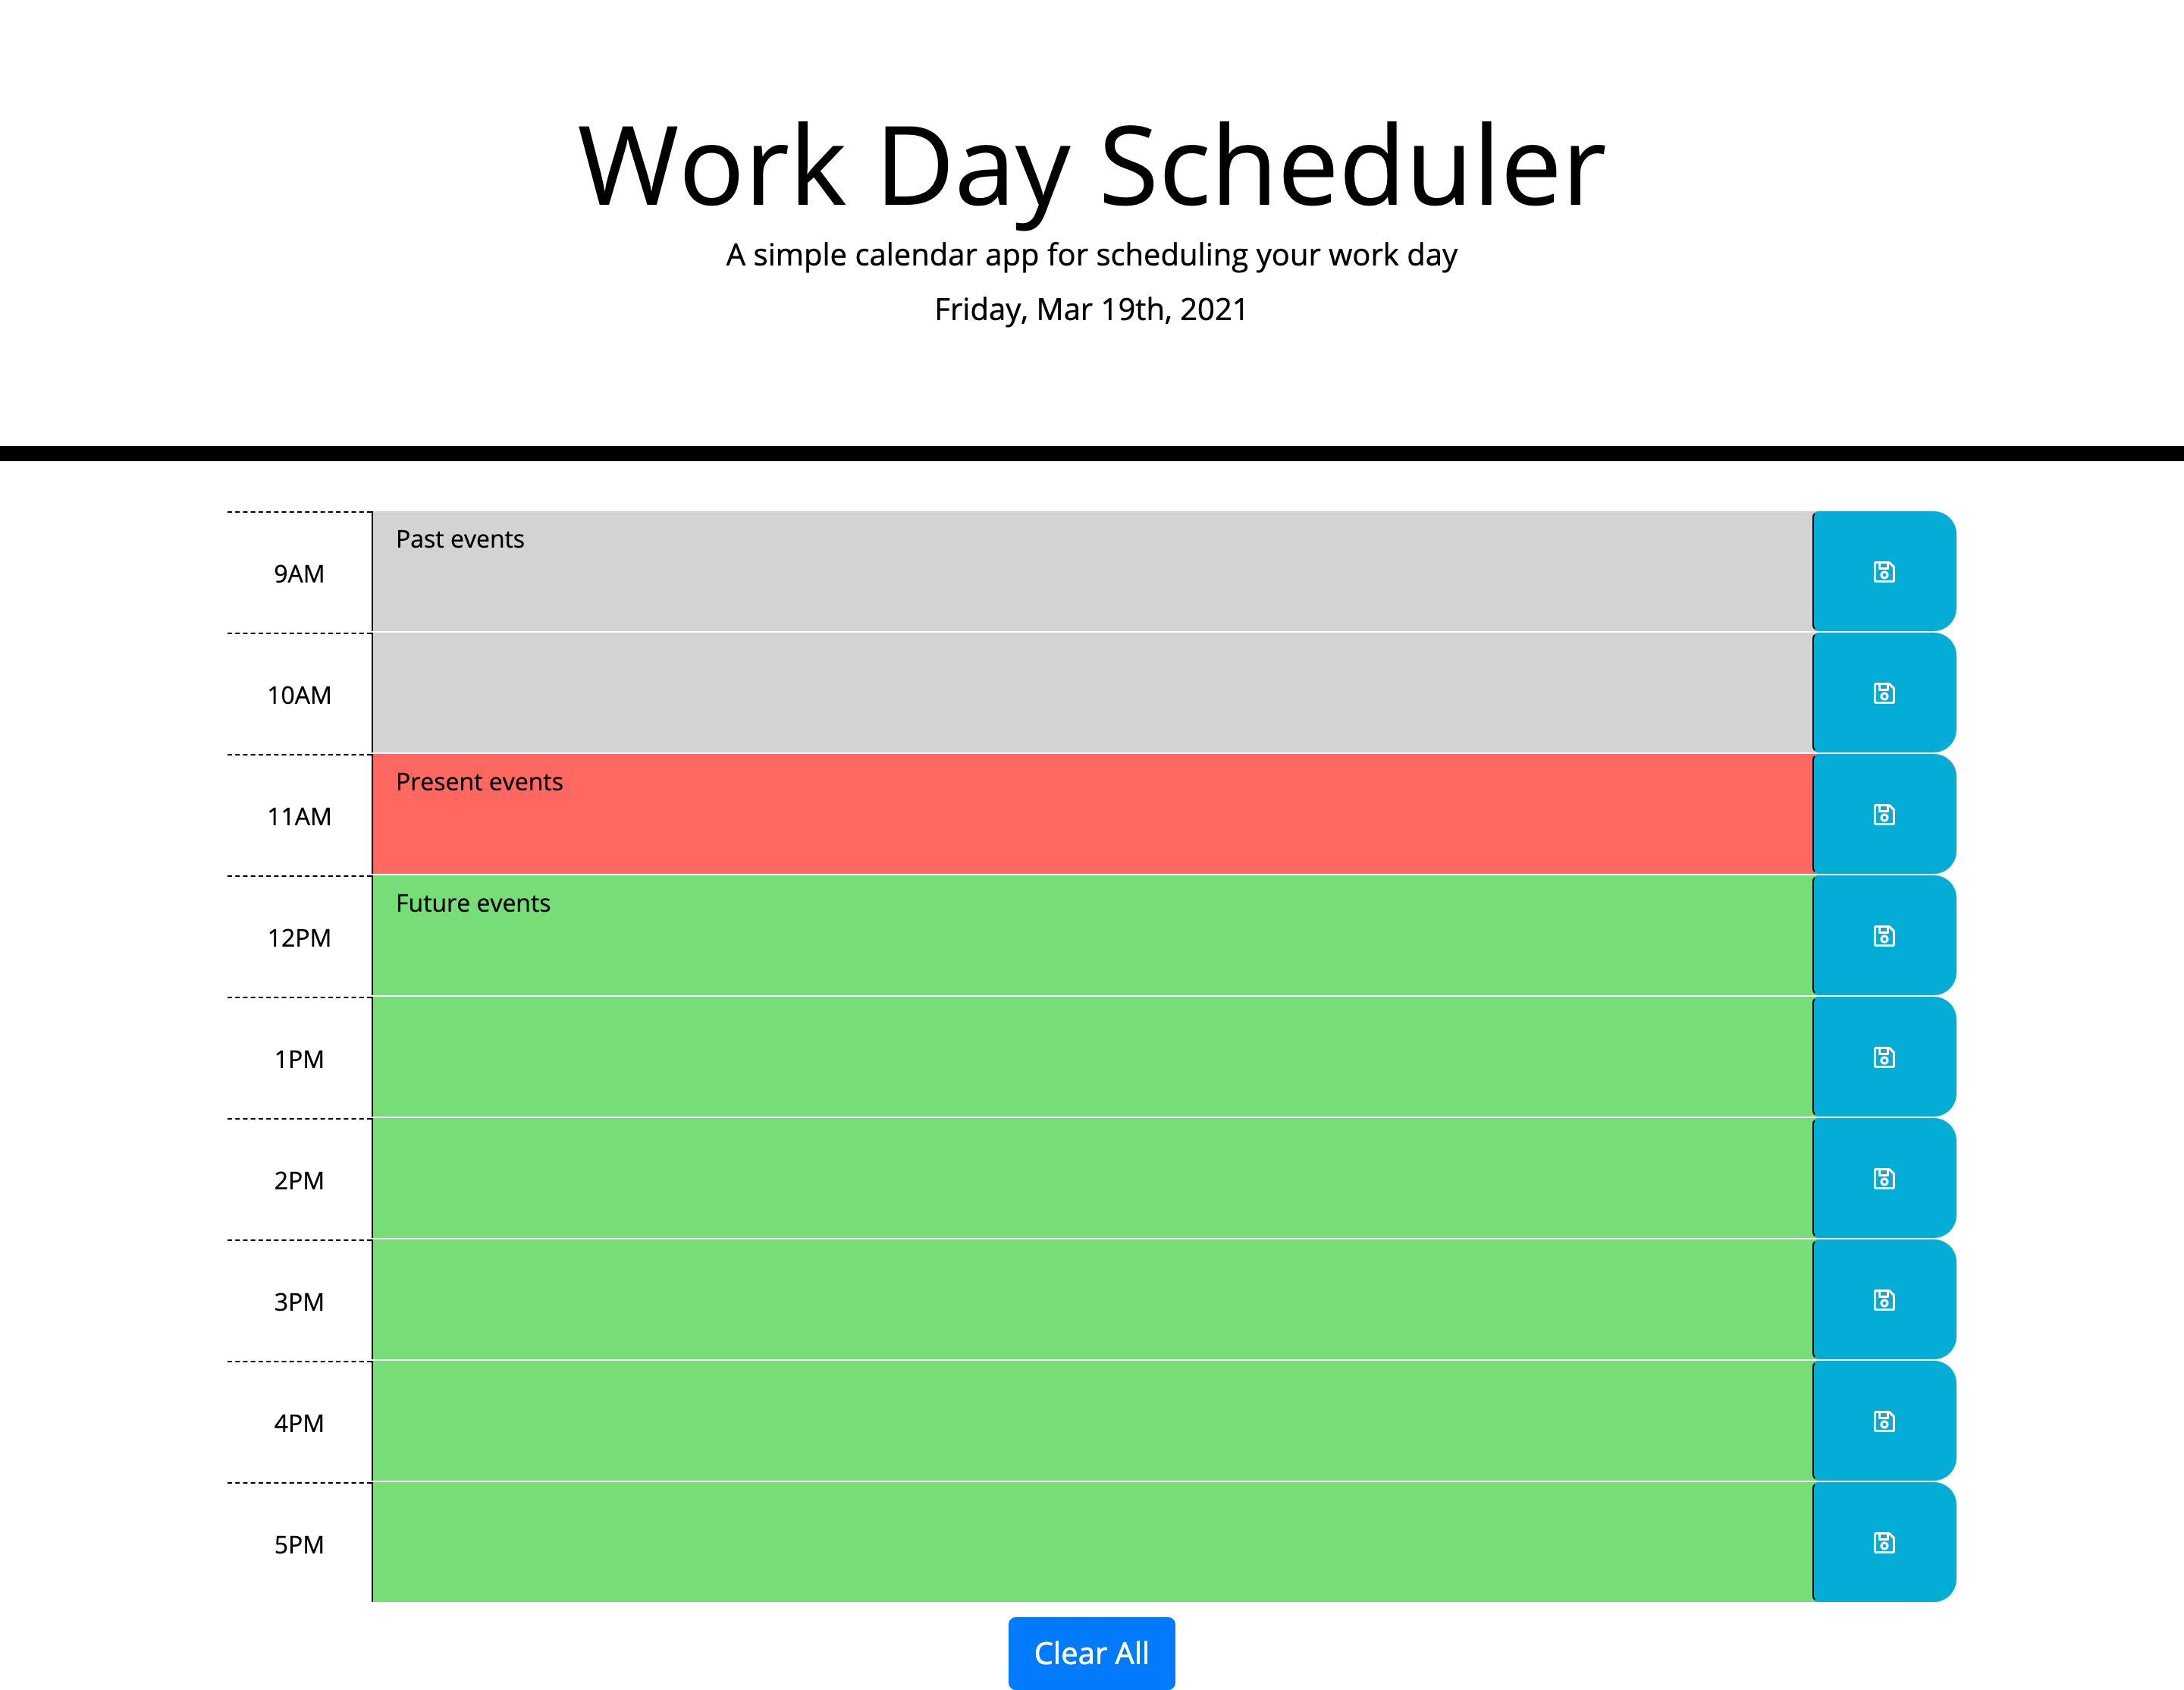 Work Day Scheduler
A simple calendar app for scheduling your work day
Friday, Mar 19th, 2021
9AM
Past events
10AM
11AM
Present events
12PM
Future events
1PM
2PM
3PM
4PM
5PM
Clear All